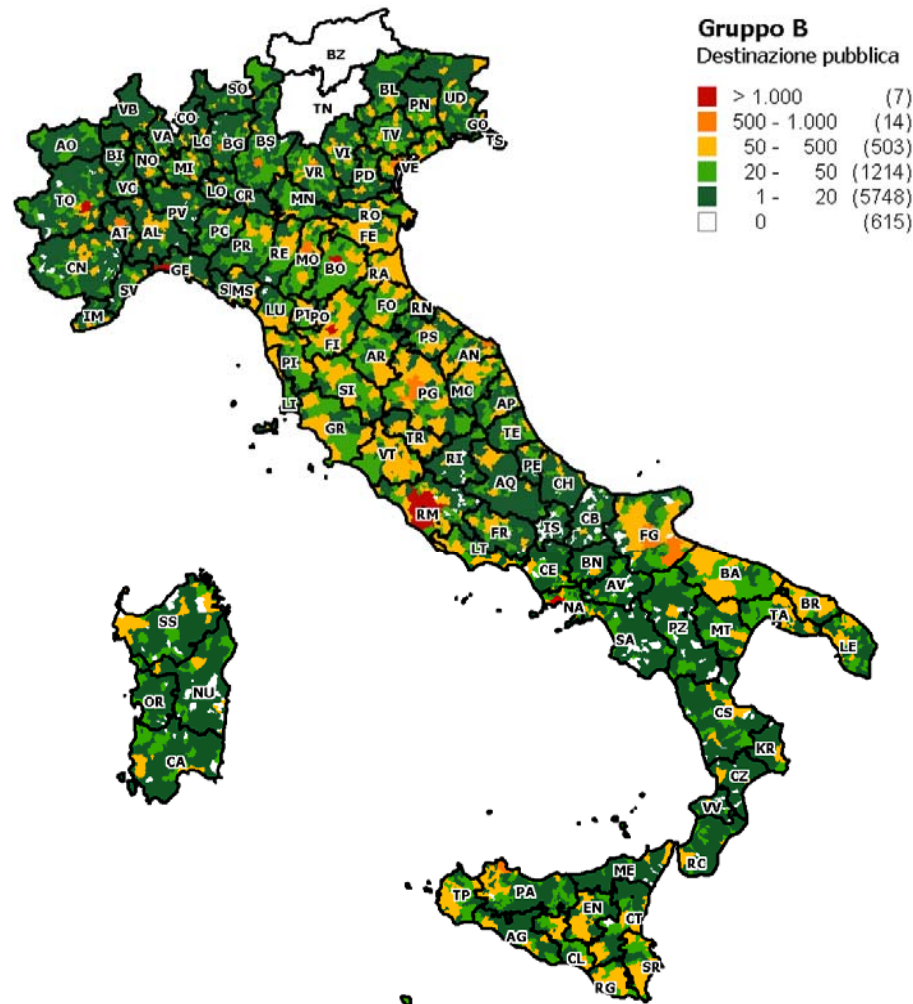 Gruppo B
Destinazione pubblica
> 1.000 (7)
500 - 1.000 (14)
50 - 500 (503)
20 - 50 (1214)
1 - 20 (5748)
0 (615)
BZ
SO
TN
BL
PN
UD
VB
CO
VA
LC
BG
BS
TV
GO
TS
AO
BI
NO
MI
VI
VR
PD
VE
TO
VC
LO
CR
MN
PV
RO
AT
AL
PC
PR
RE
MO
FE
BO
CN
GE
RA
SV
MS
FO
RN
IM
LU
PT
PO
FI
PS
PI
AR
AN
LI
SI
PG
MC
AP
GR
TR
TE
VT
RI
PE
AQ
CH
RM
FR
IS
CB
FG
LT
CE
BN
BA
AV
NA
BR
SS
PZ
MT
TA
SA
LE
OR
NU
CS
KR
CA
CZ
VV
ME
RC
TP
PA
EN
CT
AG
CL
SR
RG